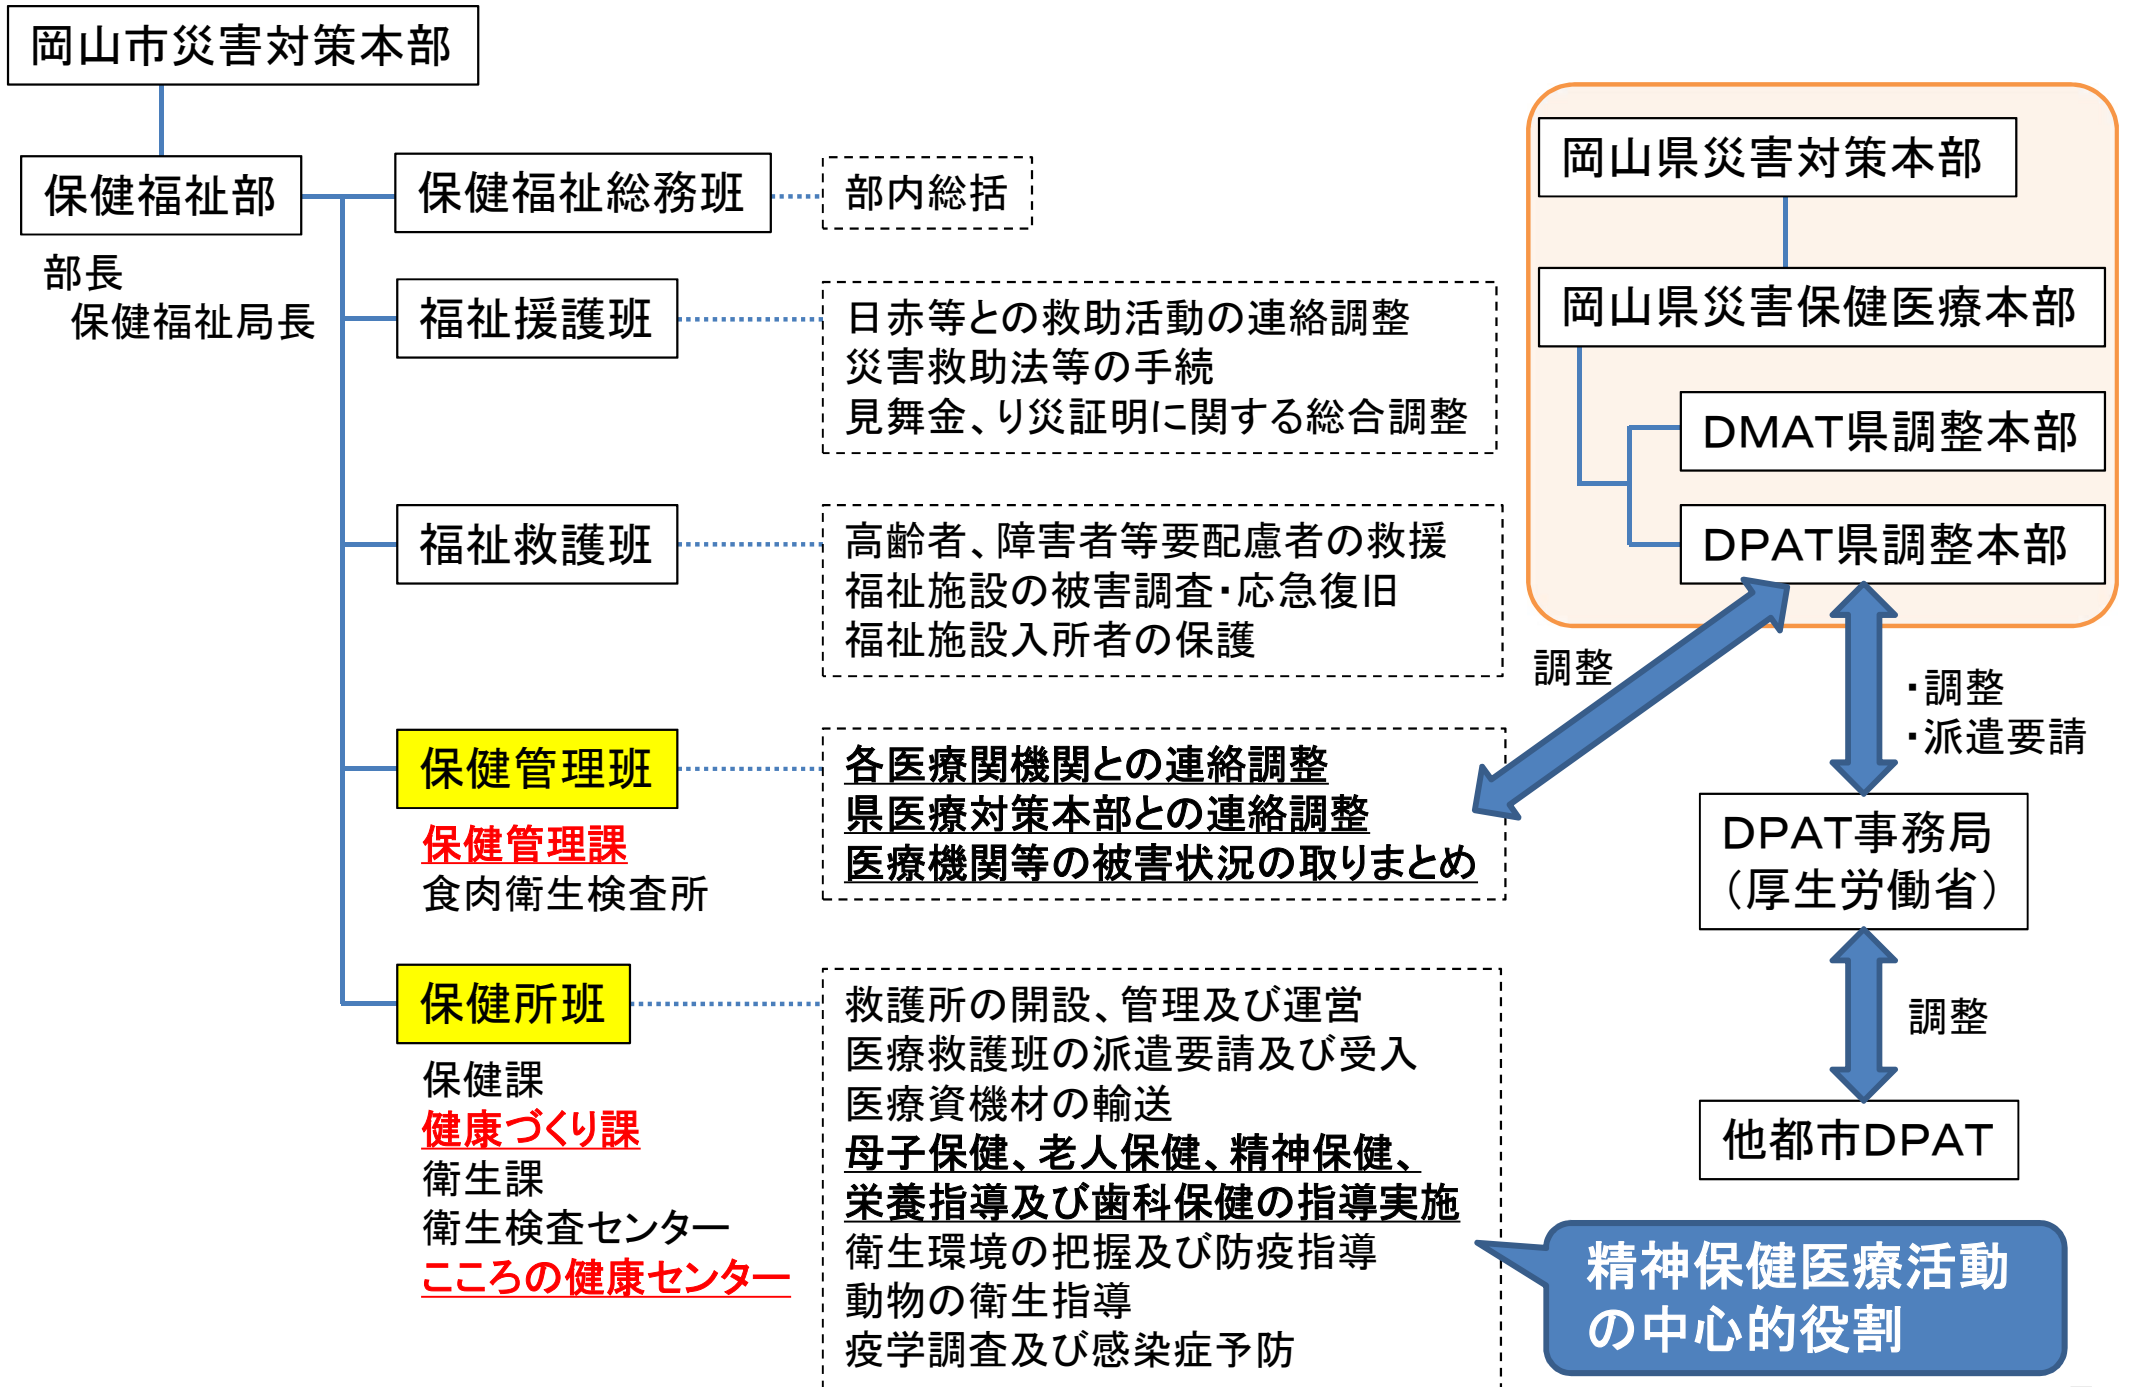 岡山市災害対策本部
保健福祉部
部長
保健福祉局長
保健福祉総務班
部内総括
福祉援護班
日赤等との救助活動の連絡調整
災害救助法等の手続
見舞金、り災証明に関する総合調整
福祉救護班
高齢者、障害者等要配慮者の救援
福祉施設の被害調査・応急復旧
福祉施設入所者の保護
保健管理班
保健管理課
食肉衛生検査所
各医療関機関との連絡調整
県医療対策本部との連絡調整
医療機関等の被害状況の取りまとめ
保健所班
保健課
健康づくり課
衛生課
衛生検査センター
こころの健康センター
救護所の開設、管理及び運営
医療救護班の派遣要請及び受入
医療資機材の輸送
母子保健、老人保健、精神保健、
栄養指導及び歯科保健の指導実施
衛生環境の把握及び防疫指導
動物の衛生指導
疫学調査及び感染症予防
岡山県災害対策本部
岡山県災害保健医療本部
DMAT県調整本部
DPAT県調整本部
調整
・調整
・派遣要請
DPAT事務局
（厚生労働省）
調整
他都市DPAT
精神保健医療活動
の中心的役割